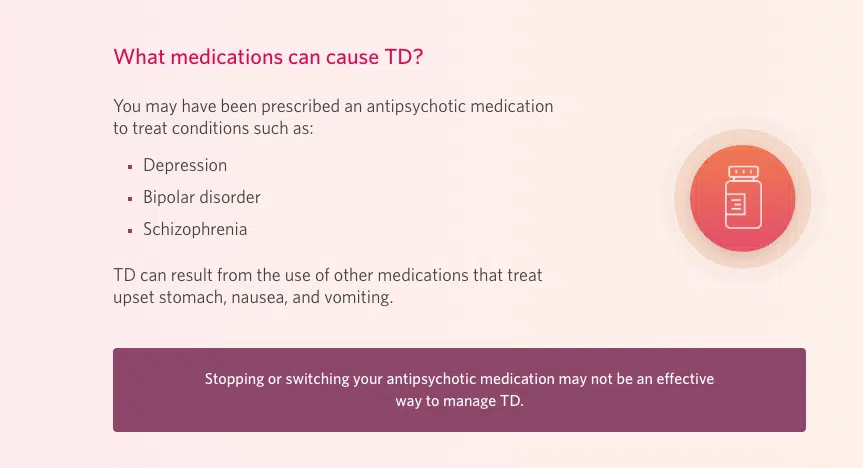 What medications can cause TD?
You may have been prescribed an antipsychotic medication
to treat conditions such as:
Depression
Bipolar disorder
Schizophrenia
TD can result from the use of other medications that treat
upset stomach, nausea, and vomiting.
Stopping or switching your antipsychotic medication may not be an effective
way to manage TD.